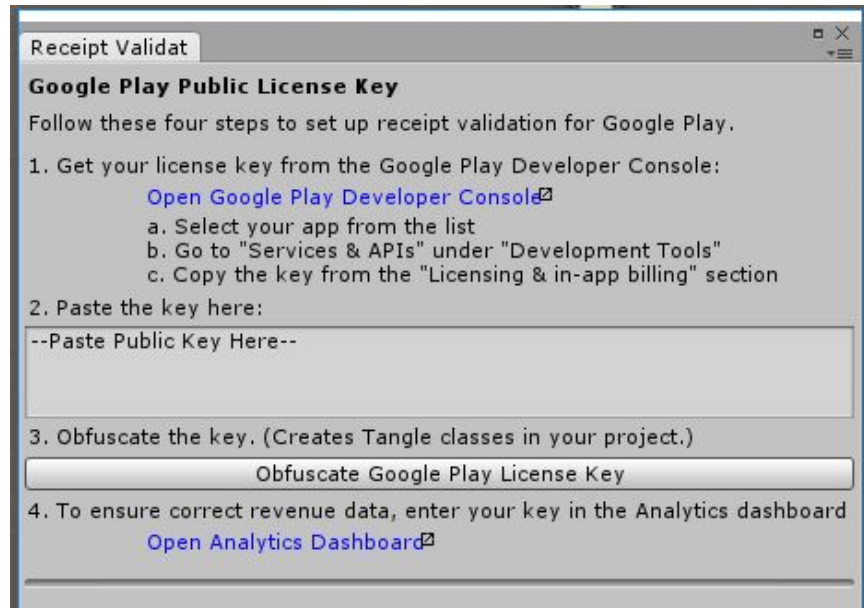 Receipt Validat
Google Play Public License Key
Follow these four steps to set up receipt validation for Google Play.
1. Get your license key from the Google Play Developer Console:
Open Google Play Developer Console
a. Select your app from the list
b. Go to "Services & APIs" under "Development Tools"
c. Copy the key from the "Licensing & in-app billing" section
2. Paste the key here:
--Paste Public Key Here--
3. Obfuscate the key. (Creates Tangle classes in your project.)
Obfuscate Google Play License Key
4. To ensure correct revenue data, enter your key in the Analytics dashboard
Open Analytics Dashboard